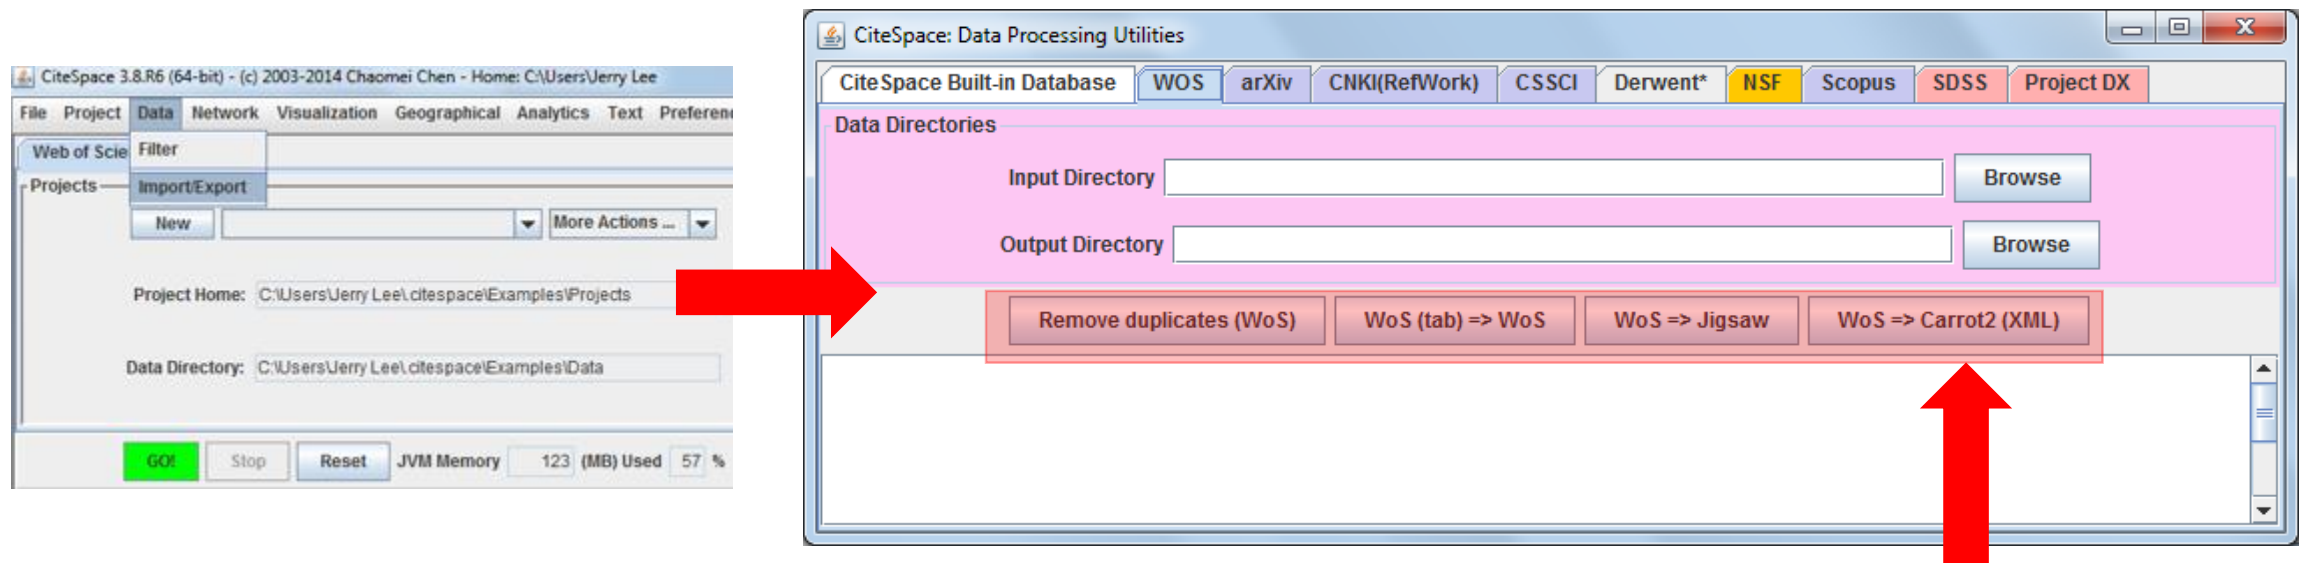 CiteSpace 3.8.R6 (64-bit) - (c) 2003-2014 Chaomei Chen - Home: C:\Users\Jerry Lee
File Project Data Network Visualization Geographical Analytics Text Preferen
Web of Scie
Filter
Projects
Import/Export
New
More Actions ...
Project Home: C:\Users\Jerry Lee\.citespace\Examples\Projects
Data Directory: C:\Users\Jerry Lee\.citespace\Examples\Data
GO! Stop Reset JVM Memory 123 (MB) Used 57 %
CiteSpace: Data Processing Utilities
CiteSpace Built-in Database WOS arXiv CNKI(RefWork) CSSCI Derwent* NSF Scopus SDSS Project DX
Data Directories
Input Directory Browse
Output Directory Browse
Remove duplicates (WoS) WoS (tab) => WoS WoS => Jigsaw WoS => Carrot2 (XML)